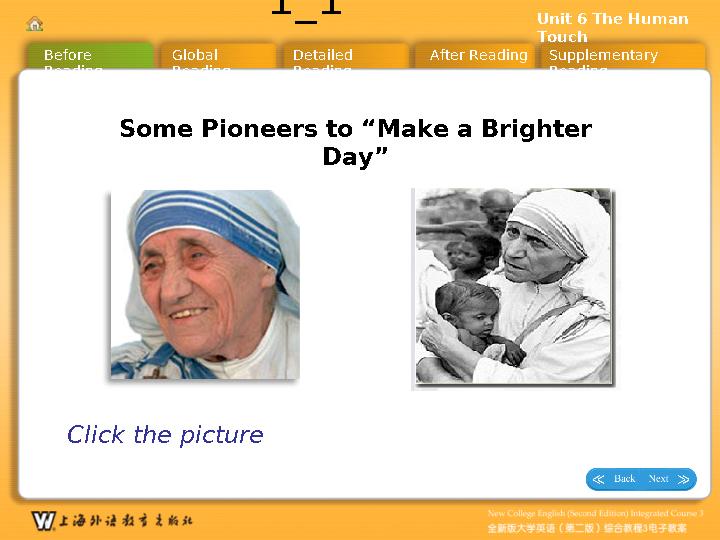 Unit 6 The Human
Touch
Before
Reading
Global
Reading
Detailed
Reading
After Reading
Supplementary
Reading
Some Pioneers to “Make a Brighter
Day”
Click the picture
Back Next
New College English (Second Edition) Integrated Course 3
全新版大学英语（第二版）综合教程3电子教案
W 上海外语教育出版社